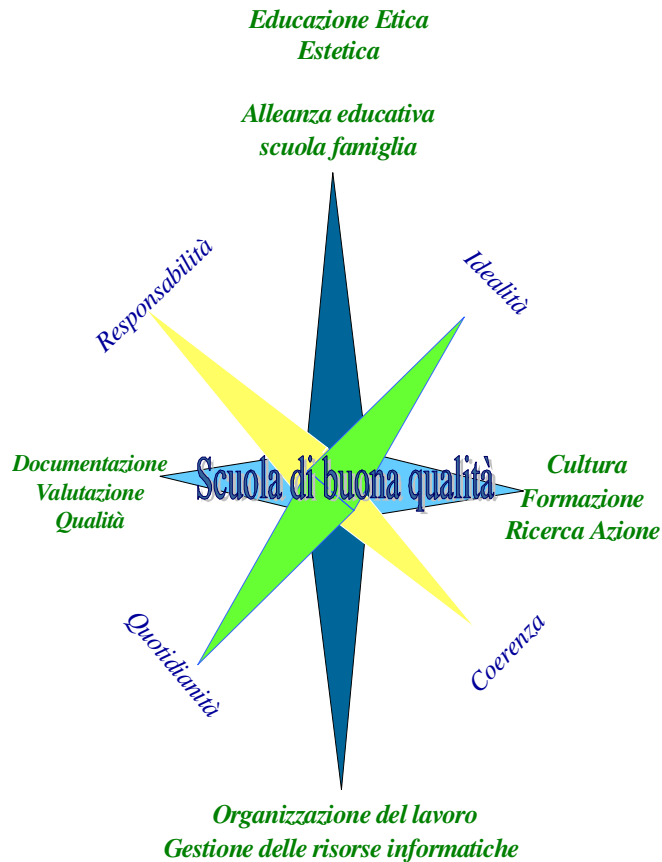 Educazione Etica
Estetica
Alleanza educativa
scuola famiglia
Responsabilità
Idealità
Documentazione
Valutazione
Qualità
Scuola di buona qualità
Cultura
Formazione
Ricerca Azione
Quotidianità
Coerenza
Organizzazione del lavoro
Gestione delle risorse informatiche